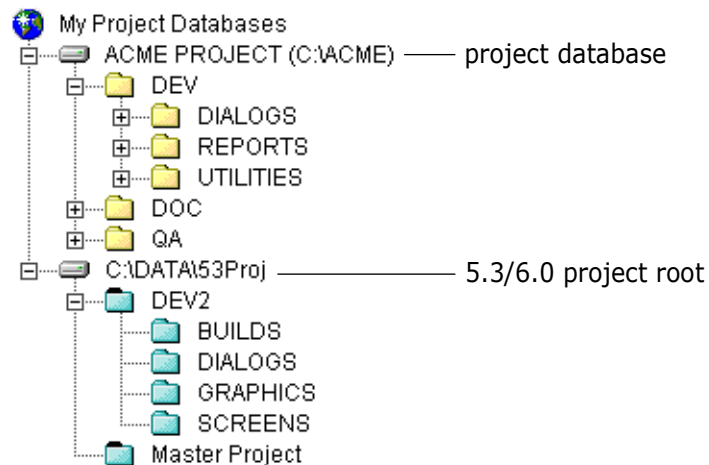 My Project Databases
ACME PROJECT (C:\ACME) project database
DEV
DIALOGS
REPORTS
UTILITIES
DOC
QA
C:\DATA\53Proj 5.3/6.0 project root
DEV2
BUILDS
DIALOGS
GRAPHICS
SCREENS
Master Project